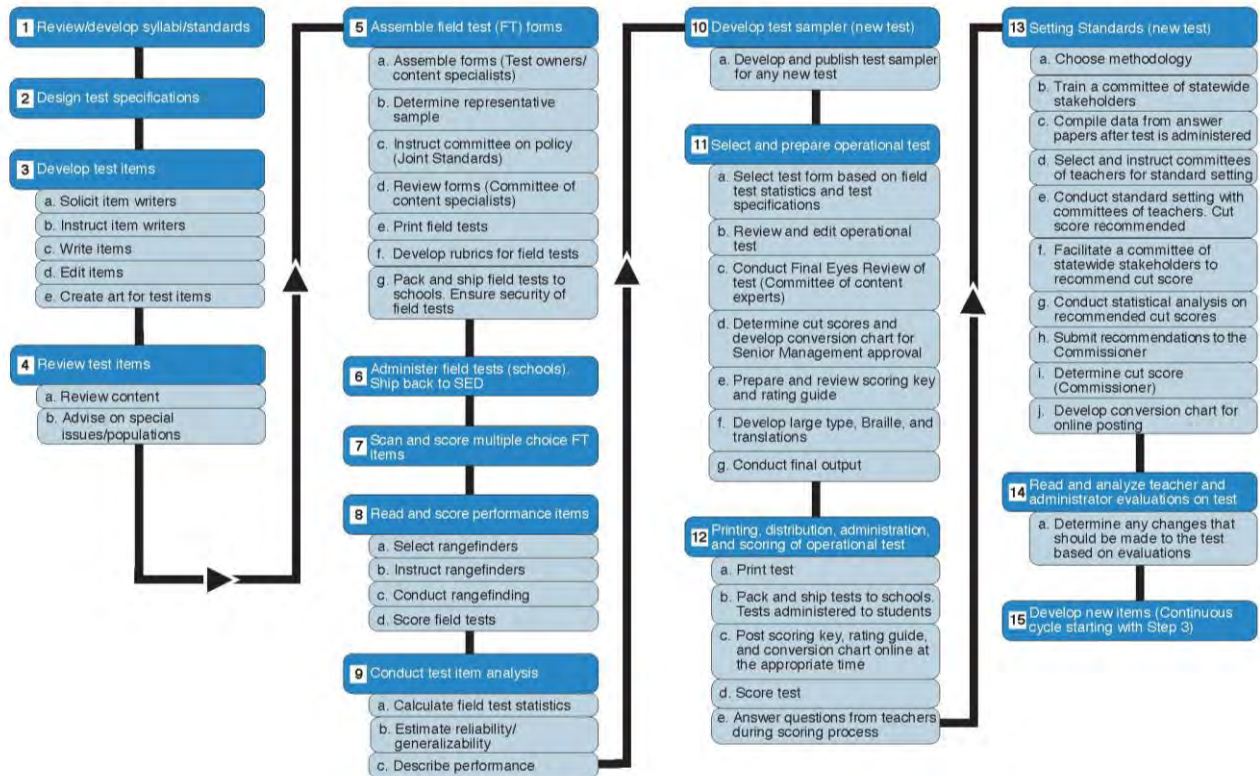 1 Review/develop syllabi/standards
2 Design test specifications
3 Develop test items
a. Solicit item writers
b. Instruct item writers
c. Write items
d. Edit items
e. Create art for test items
4 Review test items
a. Review content
b. Advise on special
issues/populations
5 Assemble field test (FT) forms
a. Assemble forms (Test owners/
content specialists)
b. Determine representative
sample
c. Instruct committee on policy
(Joint Standards)
d. Review forms (Committee of
content specialists)
e. Print field tests
f. Develop rubrics for field tests
g. Pack and ship field tests to
schools. Ensure security of
field tests
6 Administer field tests (schools).
Ship back to SED
7 Scan and score multiple choice FT
items
8 Read and score performance items
a. Select rangefinders
b. Instruct rangefinders
c. Conduct rangefinding
d. Score field tests
9 Conduct test item analysis
a. Calculate field test statistics
b. Estimate reliability/
generalizability
c. Describe performance
10 Develop test sampler (new test)
a. Develop and publish test sampler
for any new test
11 Select and prepare operational test
a. Select test form based on field
test statistics and test
specifications
b. Review and edit operational
test
c. Conduct Final Eyes Review of
test (Committee of content
experts)
d. Determine cut scores and
develop conversion chart for
Senior Management approval
e. Prepare and review scoring key
and rating guide
f. Develop large type, Braille, and
translations
g. Conduct final output
12 Printing, distribution, administration,
and scoring of operational test
a. Print test
b. Pack and ship tests to schools.
Tests administered to students
c. Post scoring key, rating guide,
and conversion chart online at
the appropriate time
d. Score test
e. Answer questions from teachers
during scoring process
13 Setting Standards (new test)
a. Choose methodology
b. Train a committee of statewide
stakeholders
c. Compile data from answer
papers after test is administered
d. Select and instruct committees
of teachers for standard setting
e. Conduct standard setting with
committees of teachers. Cut
score recommended
f. Facilitate a committee of
statewide stakeholders to
recommend cut score
g. Conduct statistical analysis on
recommended cut scores
h. Submit recommendations to the
Commissioner
i. Determine cut score
(Commissioner)
j. Develop conversion chart for
online posting
14 Read and analyze teacher and
administrator evaluations on test
a. Determine any changes that
should be made to the test
based on evaluations
15 Develop new items (Continuous
cycle starting with Step 3)